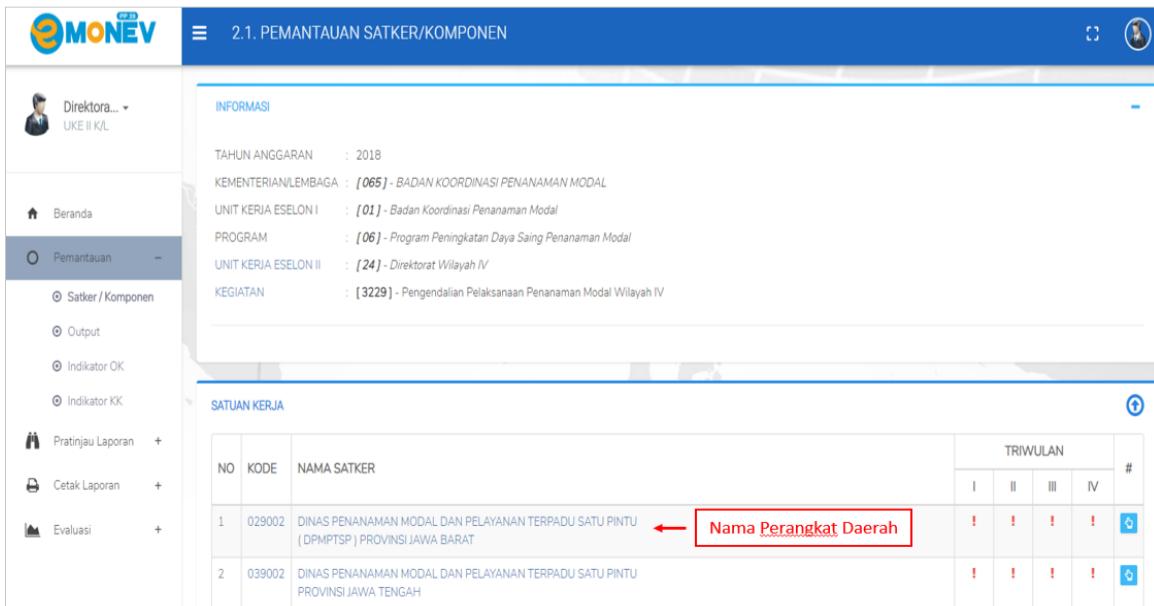 PP 39
eMONEV
2.1. PEMANTAUAN SATKER/KOMPONEN
Direktora...
UKE II K/L
Beranda
Pemantauan -
Satker / Komponen
Output
Indikator OK
Indikator KK
Pratinjau Laporan +
Cetak Laporan +
Evaluasi +
INFORMASI
TAHUN ANGGARAN : 2018
KEMENTERIAN/LEMBAGA : [ 065 ] - BADAN KOORDINASI PENANAMAN MODAL
UNIT KERJA ESELON I : [ 01 ] - Badan Koordinasi Penanaman Modal
PROGRAM : [ 06 ] - Program Peningkatan Daya Saing Penanaman Modal
UNIT KERJA ESELON II : [ 24 ] - Direktorat Wilayah IV
KEGIATAN : [ 3229 ] - Pengendalian Pelaksanaan Penanaman Modal Wilayah IV
SATUAN KERJA
NO KODE NAMA SATKER TRIWULAN #
I II III IV
1 029002 DINAS PENANAMAN MODAL DAN PELAYANAN TERPADU SATU PINTU
( DPMPTSP ) PROVINSI JAWA BARAT
Nama Perangkat Daerah
! ! ! !
2 039002 DINAS PENANAMAN MODAL DAN PELAYANAN TERPADU SATU PINTU
PROVINSI JAWA TENGAH
! ! ! !